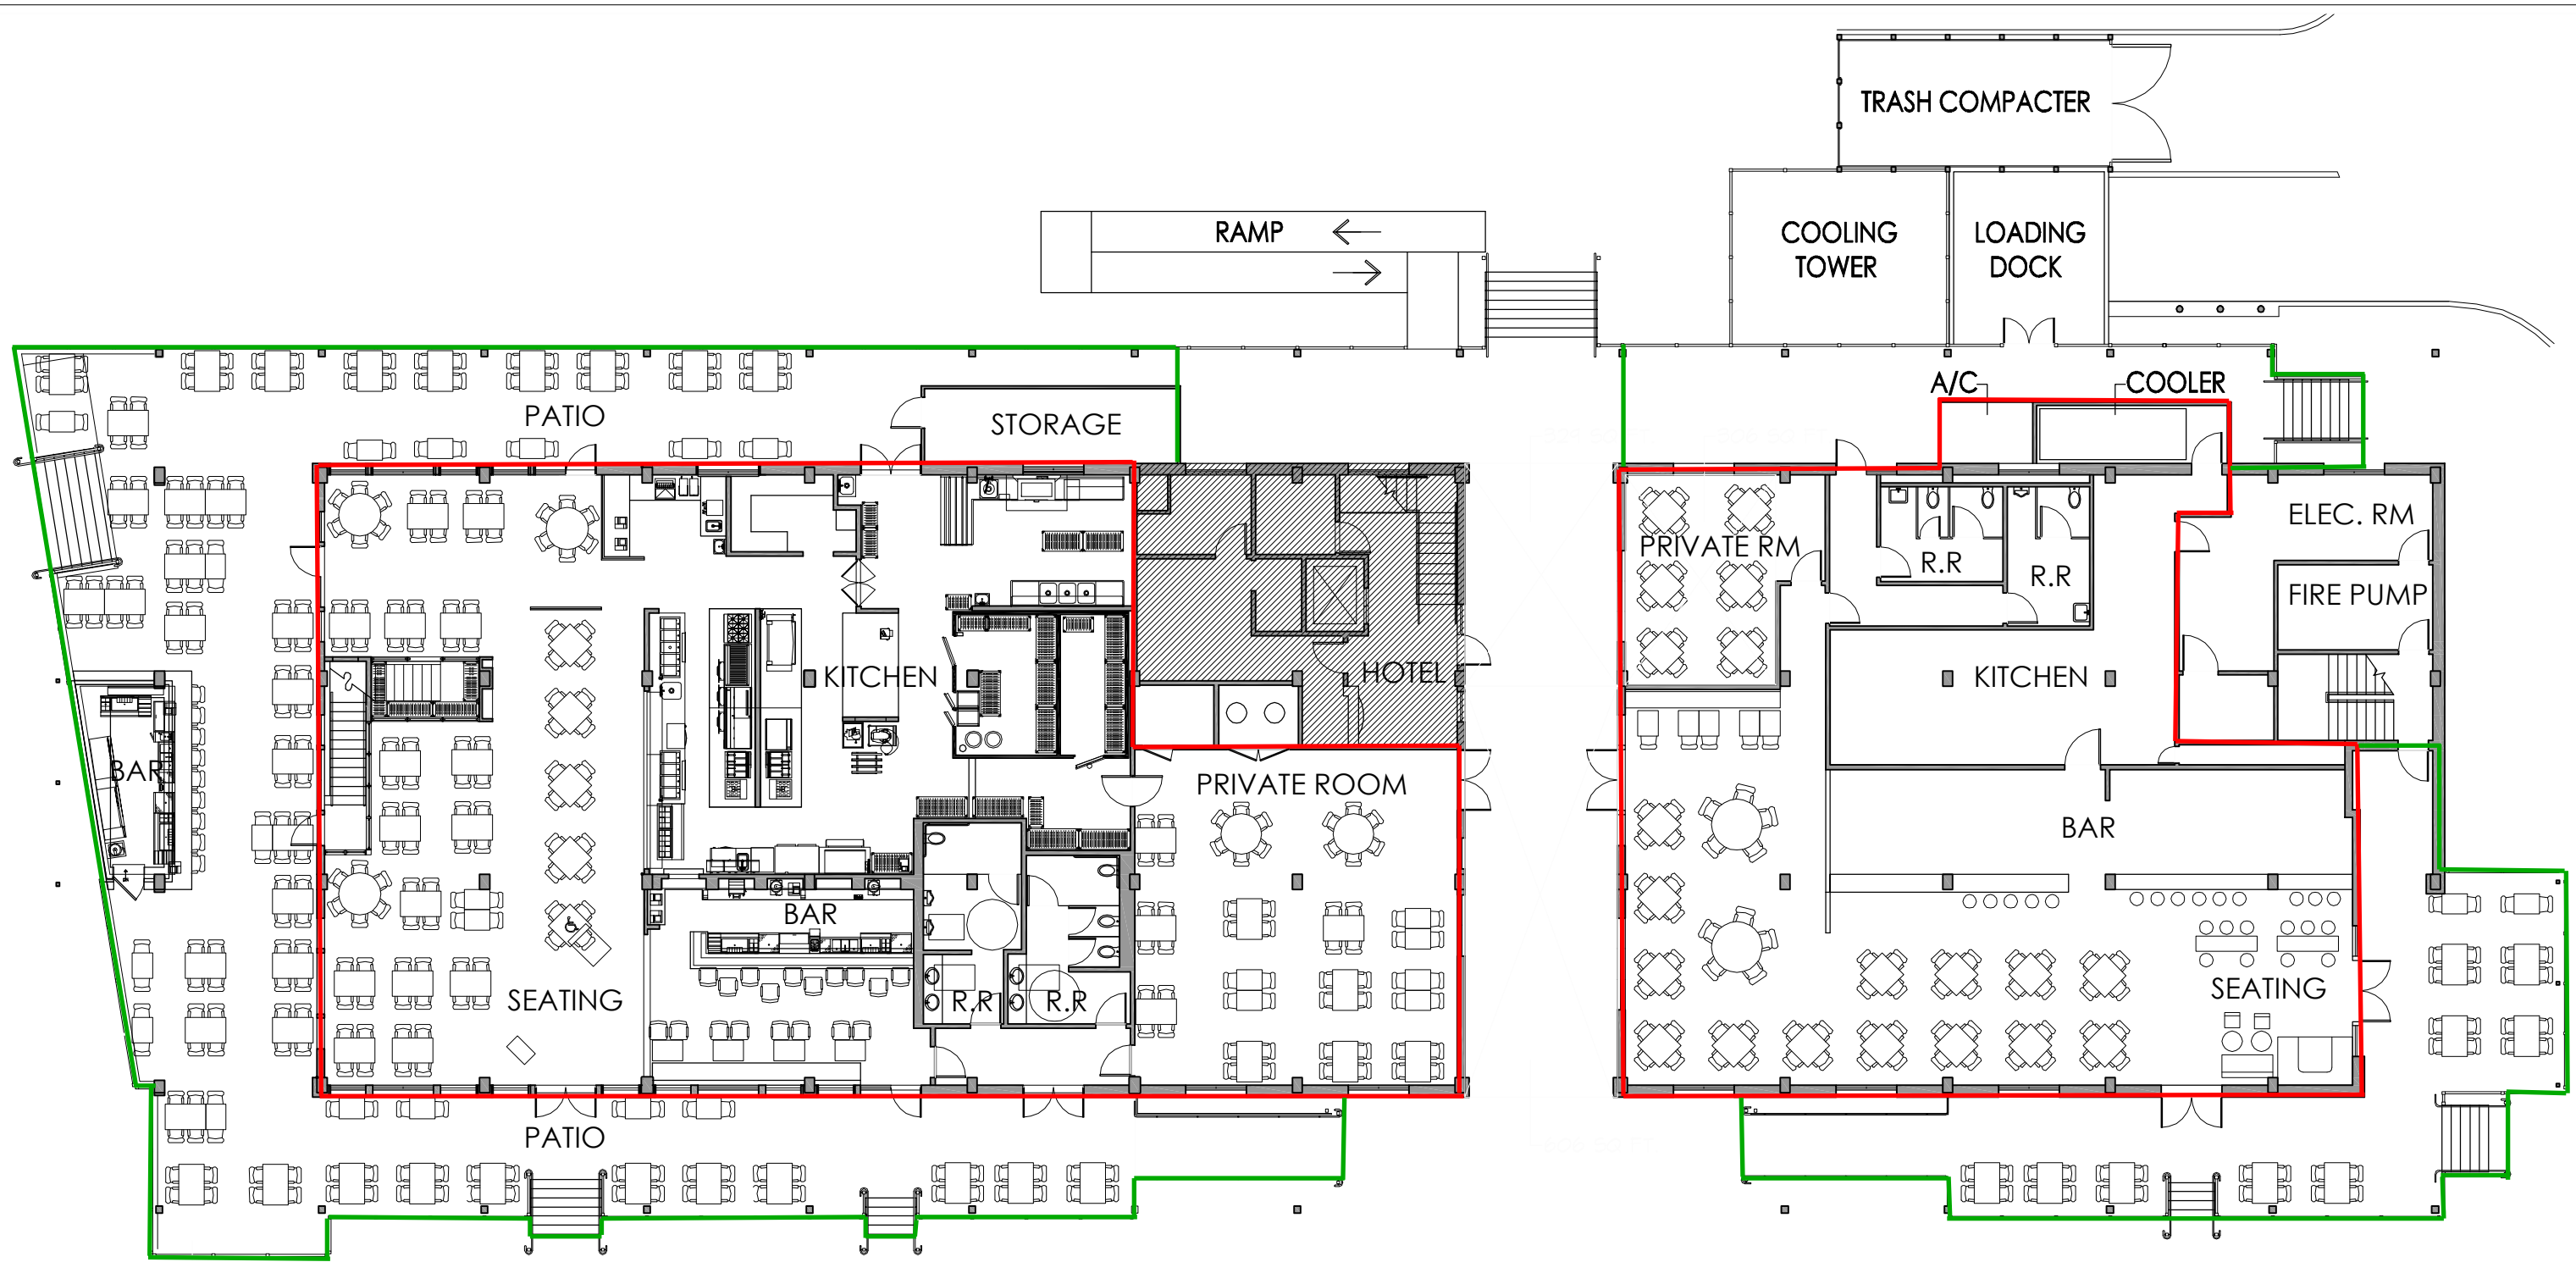 TRASH COMPACTER
RAMP
COOLING
TOWER
LOADING
DOCK
A/C
COOLER
PATIO
STORAGE
ELEC. RM
PRIVATE RM
R.R
R.R
FIRE PUMP
KITCHEN
HOTEL
KITCHEN
BAR
PRIVATE ROOM
BAR
BAR
SEATING
R.R
R.R
SEATING
PATIO